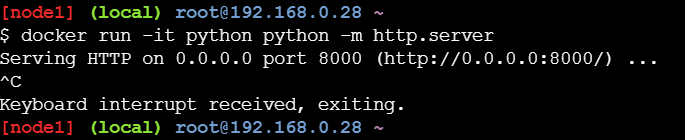 [node1] (local) root@192.168.0.28 ~
$ docker run -it python python -m http.server
Serving HTTP on 0.0.0.0 port 8000 (http://0.0.0.0:8000/) ...
^C
Keyboard interrupt received, exiting.
[node1] (local) root@192.168.0.28 ~